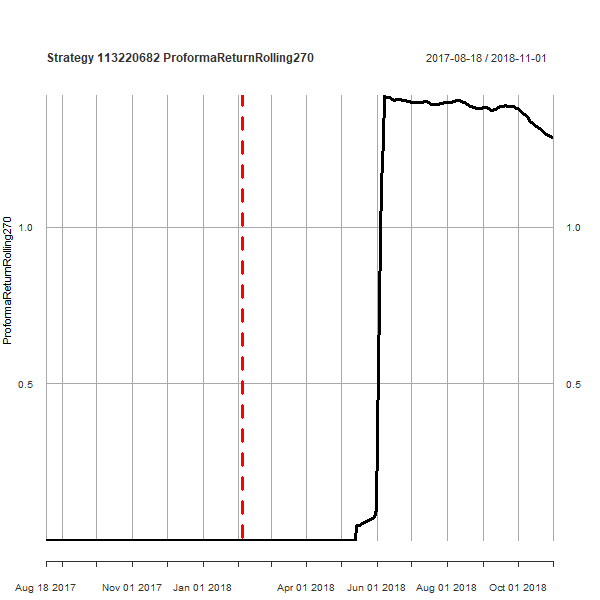 Strategy 113220682 ProformaReturnRolling270
2017-08-18 / 2018-11-01
ProformaReturnRolling270
1.0
1.0
0.5
0.5
Aug 18 2017
Nov 01 2017
Jan 01 2018
Apr 01 2018
Jun 01 2018
Aug 01 2018
Oct 01 2018